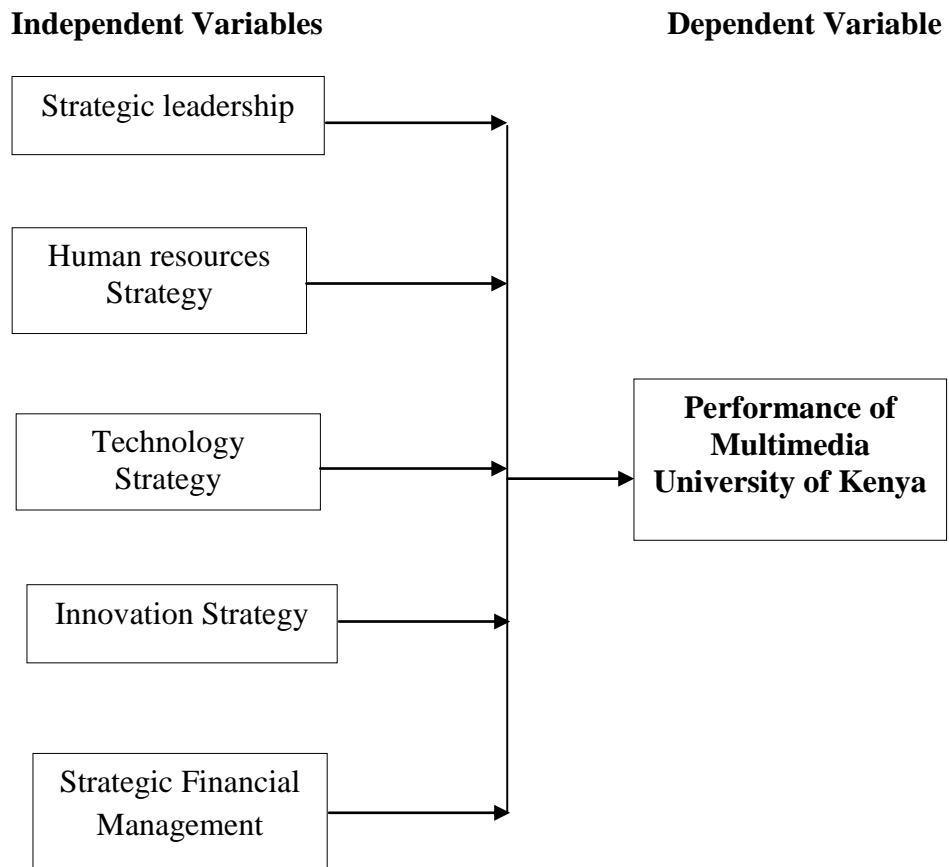 Independent Variables
Dependent Variable
Strategic leadership
Human resources
Strategy
Technology
Strategy
Innovation Strategy
Strategic Financial
Management
Performance of
Multimedia
University of Kenya